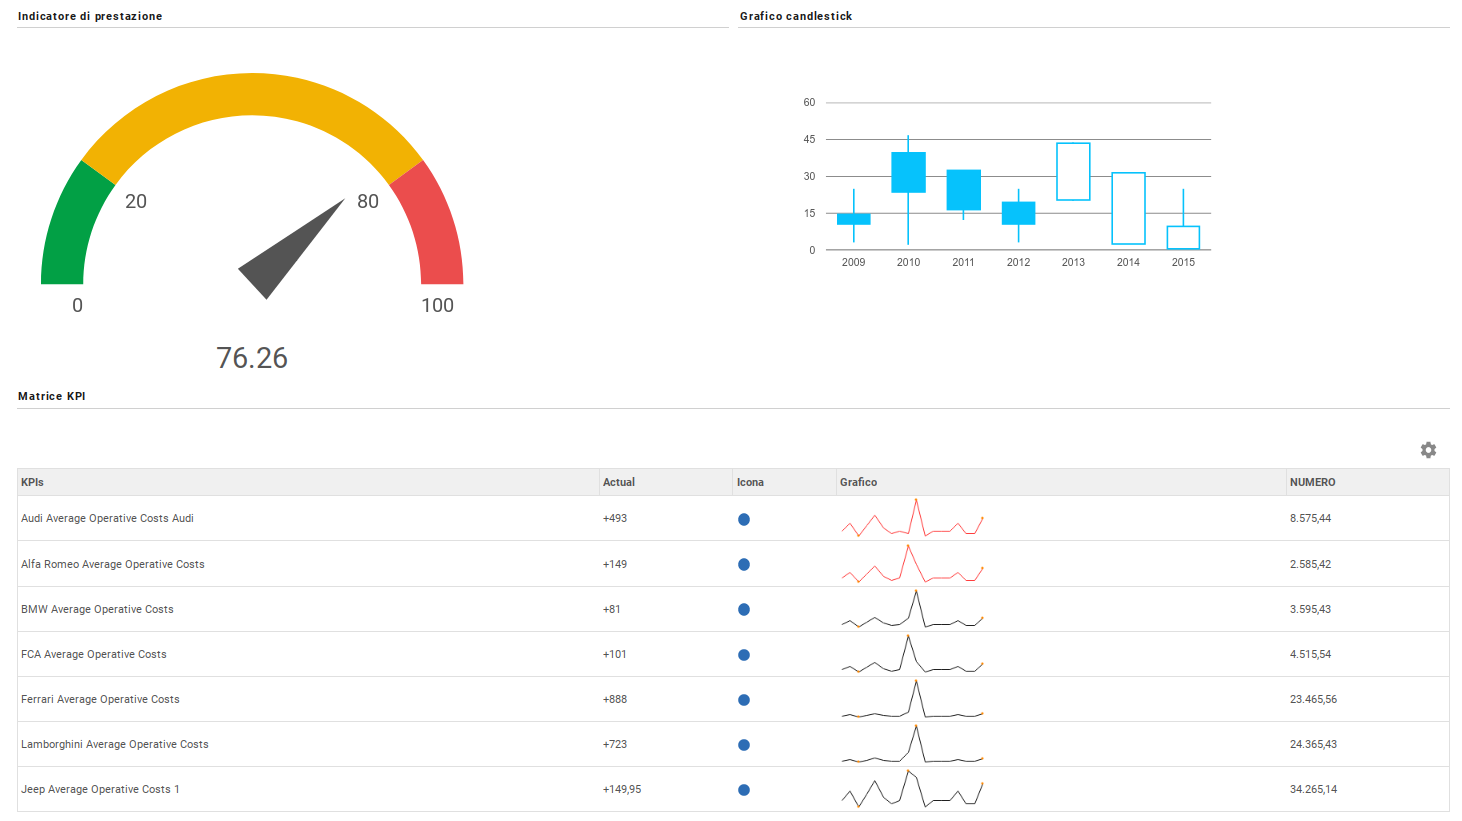 Indicatore di prestazione
20
80
0
100
76.26
Grafico candlestick
60
45
30
15
0
2009 2010 2011 2012 2013 2014 2015
Matrice KPI
KPIs Actual Icona Grafico NUMERO
Audi Average Operative Costs Audi +493 8.575,44
Alfa Romeo Average Operative Costs +149 2.585,42
BMW Average Operative Costs +81 3.595,43
FCA Average Operative Costs +101 4.515,54
Ferrari Average Operative Costs +888 23.465,56
Lamborghini Average Operative Costs +723 24.365,43
Jeep Average Operative Costs 1 +149,95 34.265,14